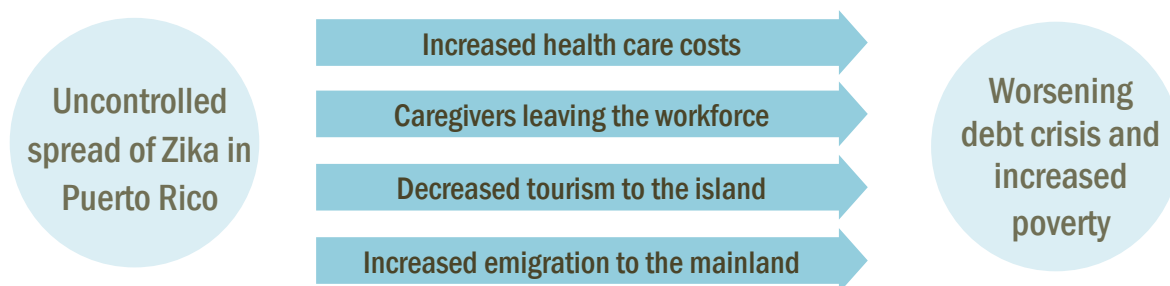 Uncontrolled
spread of Zika in
Puerto Rico
Increased health care costs
Caregivers leaving the workforce
Decreased tourism to the island
Increased emigration to the mainland
Worsening
debt crisis and
increased
poverty